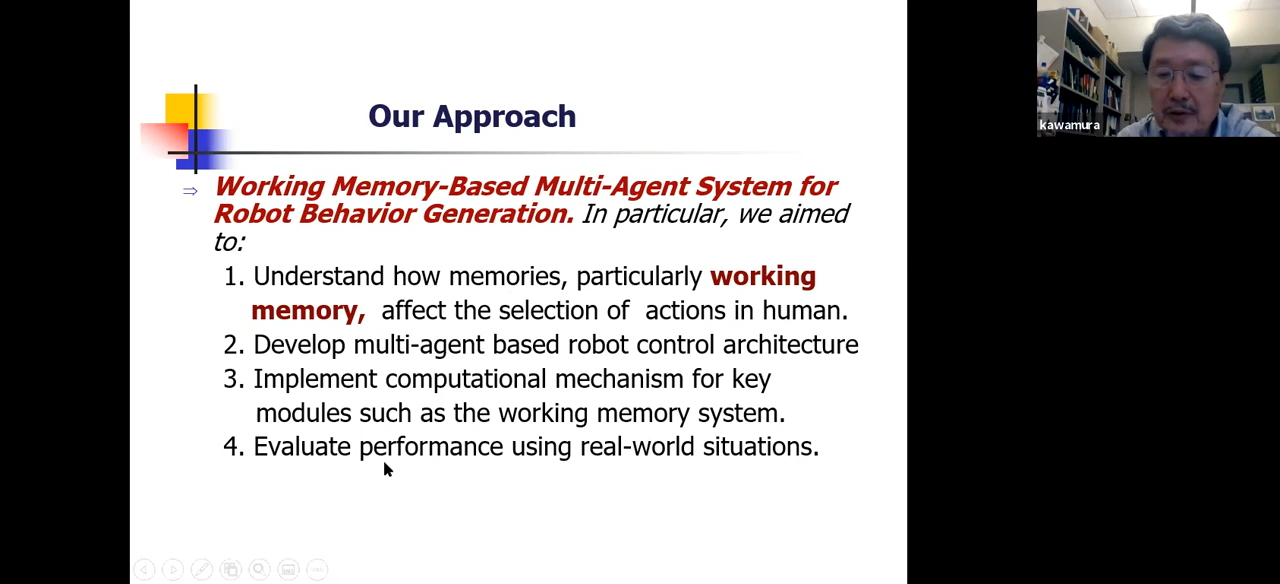 Our Approach
⇒ Working Memory-Based Multi-Agent System for
Robot Behavior Generation. In particular, we aimed
to:
1. Understand how memories, particularly working
memory, affect the selection of actions in human.
2. Develop multi-agent based robot control architecture
3. Implement computational mechanism for key
modules such as the working memory system.
4. Evaluate performance using real-world situations.
kawamura